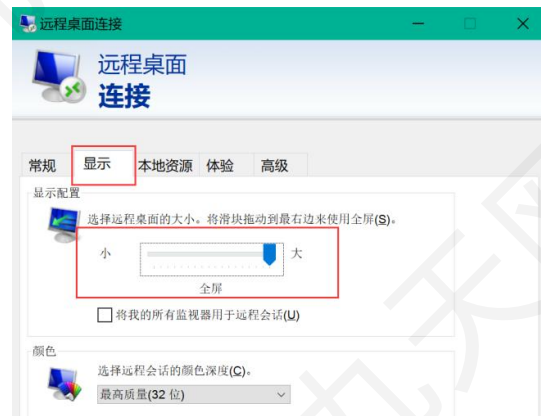 远程桌面连接
远程桌面
连接
常规 显示 本地资源 体验 高级
显示配置
选择远程桌面的大小。将滑块拖动到最右边来使用全屏(S)。
小 大
全屏
将我的所有监视器用于远程会话(U)
颜色
选择远程会话的颜色深度(C)。
最高质量(32 位)